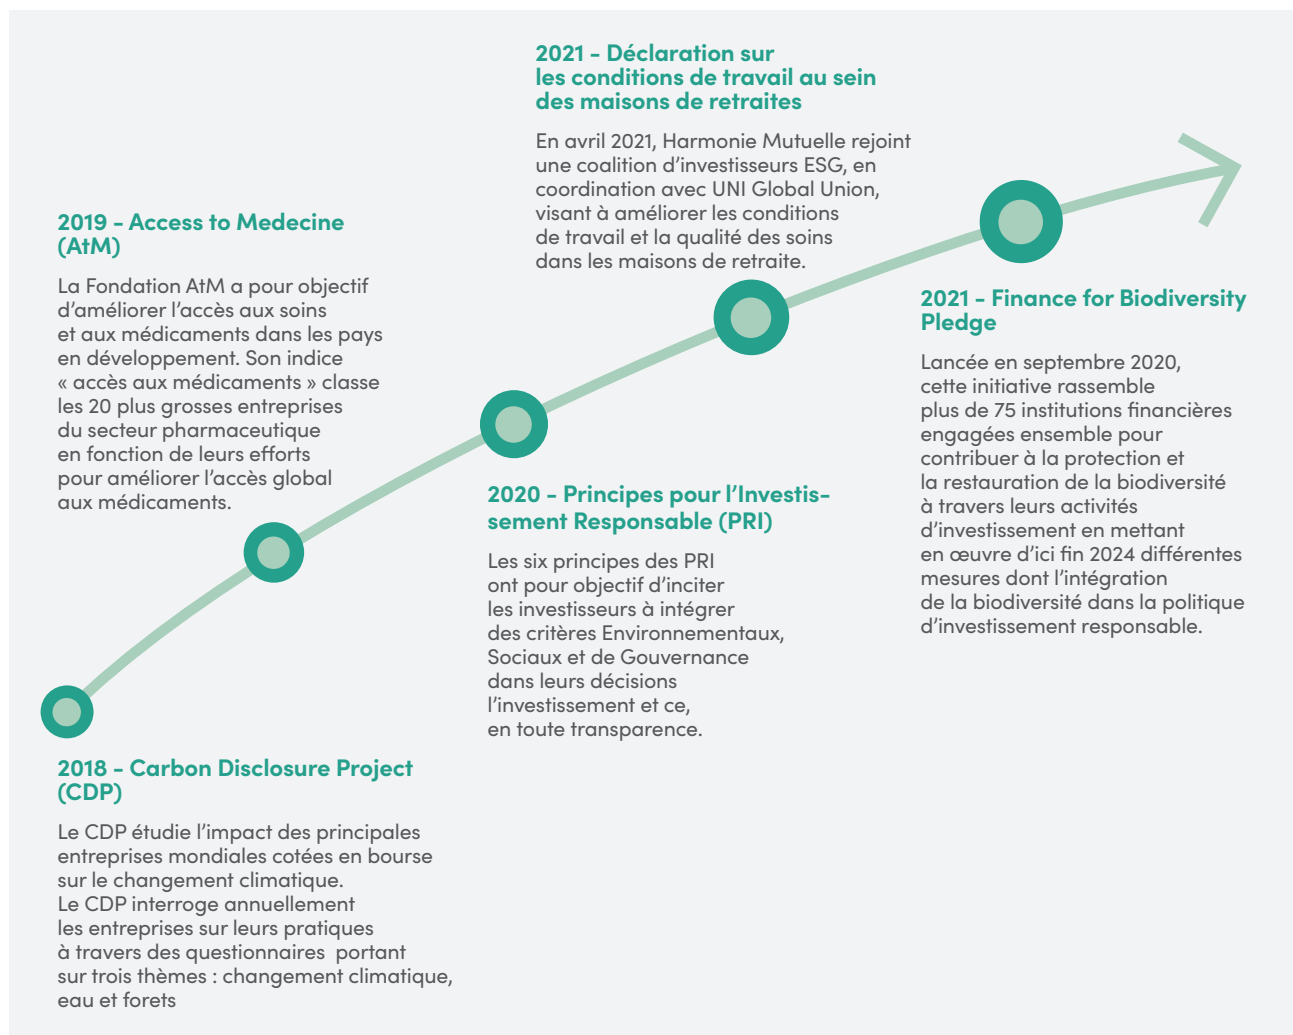 2018 - Carbon Disclosure Project
(CDP)
Le CDP étudie l’impact des principales
entreprises mondiales cotées en bourse
sur le changement climatique.
Le CDP interroge annuellement
les entreprises sur leurs pratiques
à travers des questionnaires  portant
sur trois thèmes : changement climatique,
eau et forets
2019 - Access to Medecine
(AtM)
La Fondation AtM a pour objectif
d’améliorer l’accès aux soins
et aux médicaments dans les pays
en développement. Son indice
« accès aux médicaments » classe
les 20 plus grosses entreprises
du secteur pharmaceutique
en fonction de leurs efforts
pour améliorer l’accès global
aux médicaments.
2020 - Principes pour l’Investis-
sement Responsable (PRI)
Les six principes des PRI
ont pour objectif d’inciter
les investisseurs à intégrer
des critères Environnementaux,
Sociaux et de Gouvernance
dans leurs décisions
l’investissement et ce,
en toute transparence.
2021 - Déclaration sur
les conditions de travail au sein
des maisons de retraites
En avril 2021, Harmonie Mutuelle rejoint
une coalition d’investisseurs ESG, en
coordination avec UNI Global Union,
visant à améliorer les conditions
de travail et la qualité des soins
dans les maisons de retraite.
2021 - Finance for Biodiversity
Pledge
Lancée en septembre 2020,
cette initiative rassemble
plus de 75 institutions financières
engagées ensemble pour
contribuer à la protection et
la restauration de la biodiversité
à travers leurs activités
d’investissement en mettant
en œuvre d’ici fin 2024 différentes
mesures dont l’intégration
de la biodiversité dans la politique
d’investissement responsable.